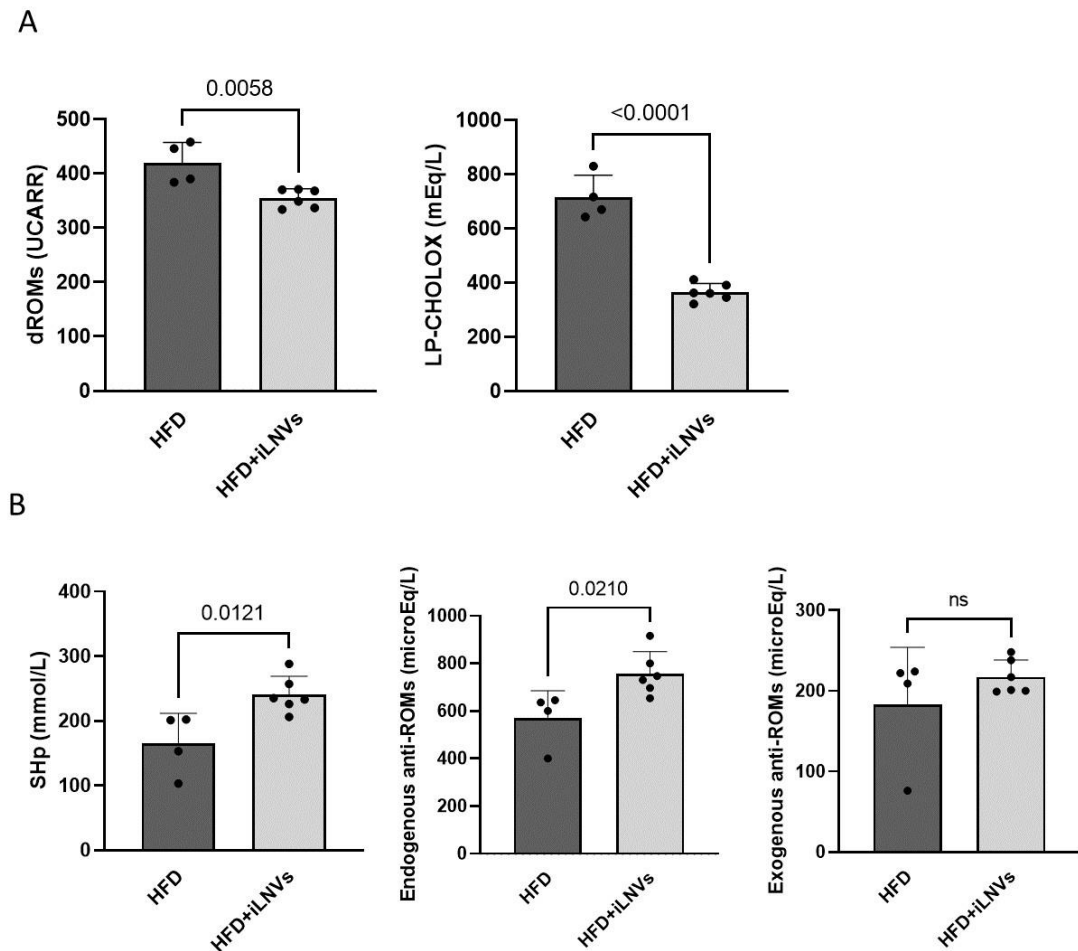 A
0.0058
500
400
300
200
100
0
dROMs (UCARR)
HFD
HFD+iLNVs
<0.0001
1000
800
600
400
200
0
LP-CHOLOX (mEq/L)
HFD
HFD+iLNVs
B
0.0121
400
300
200
100
0
SHp (mmol/L)
HFD
HFD+iLNVs
0.0210
1000
800
600
400
200
0
Endogenous anti-ROMs (microEq/L)
HFD
HFD+iLNVs
ns
300
200
100
0
Exogenous anti-ROMs (microEq/L)
HFD
HFD+iLNVs